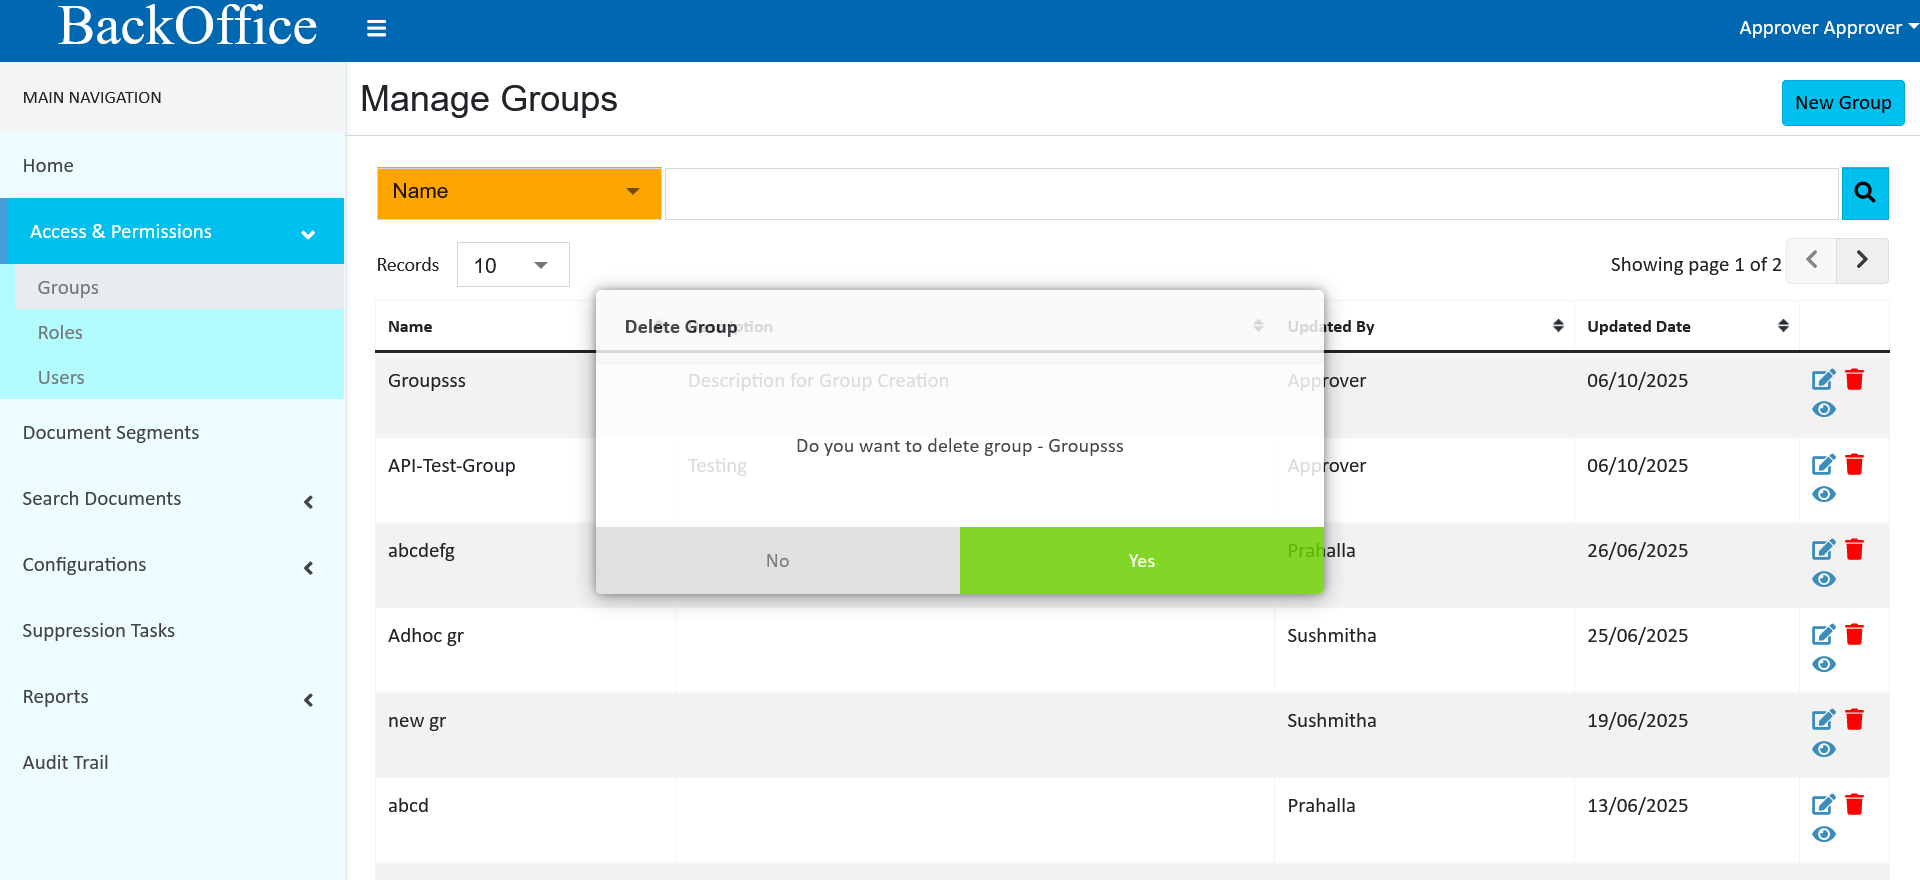 BackOffice
Approver Approver
MAIN NAVIGATION
Home
Access & Permissions
Groups
Roles
Users
Document Segments
Search Documents
Configurations
Suppression Tasks
Reports
Audit Trail
Manage Groups
New Group
Name
Records 10
Showing page 1 of 2
Name Description Updated By Updated Date
Groupsss Description for Group Creation Approver 06/10/2025
API-Test-Group Testing Approver 06/10/2025
abcdefg Prahalla 26/06/2025
Adhoc gr Sushmitha 25/06/2025
new gr Sushmitha 19/06/2025
abcd Prahalla 13/06/2025
Delete Group
Do you want to delete group - Groupsss
No
Yes